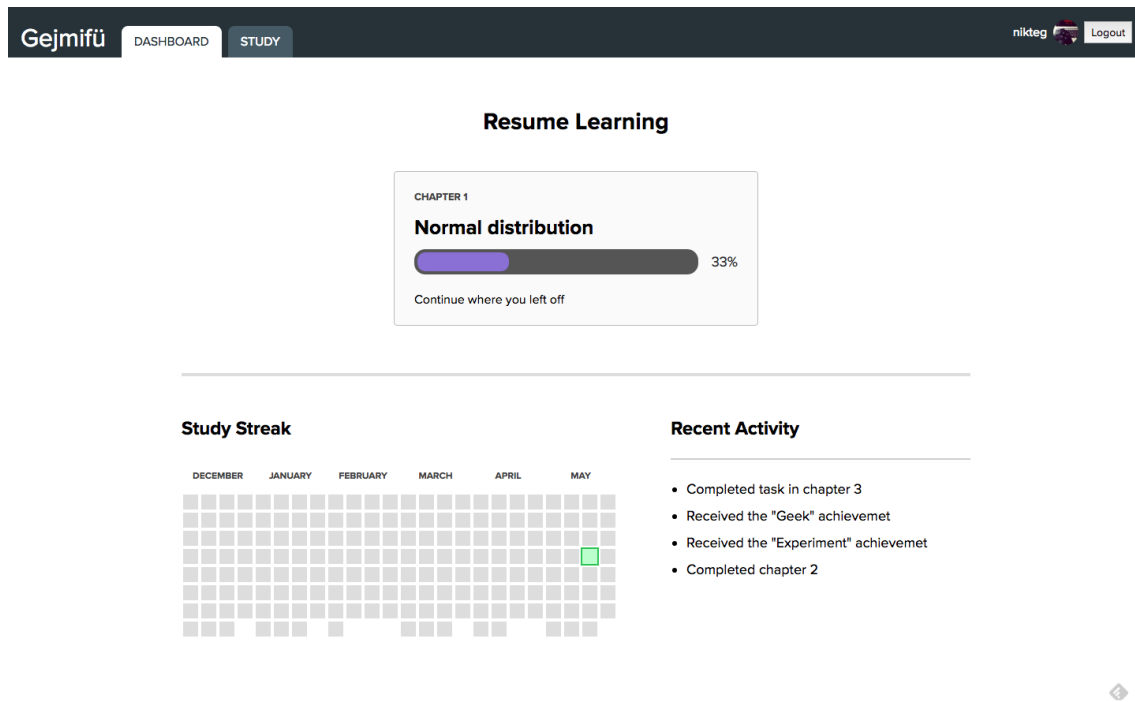 Gejmifü DASHBOARD STUDY nikteg Logout
Resume Learning
CHAPTER 1
Normal distribution
33%
Continue where you left off
Study Streak
DECEMBER JANUARY FEBRUARY MARCH APRIL MAY
Recent Activity
Completed task in chapter 3
Received the "Geek" achievemet
Received the "Experiment" achievemet
Completed chapter 2